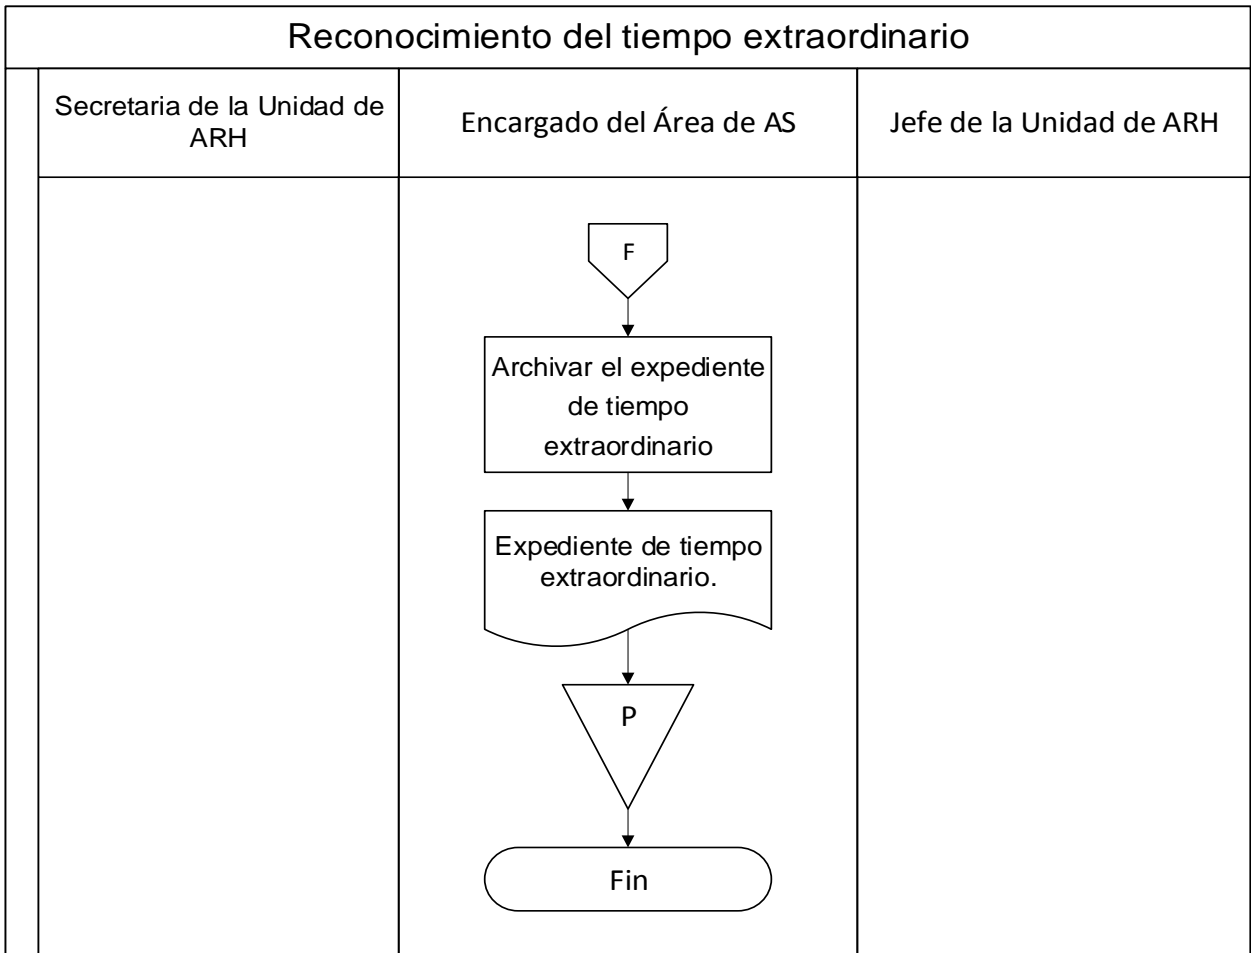 Reconocimiento del tiempo extraordinario
Secretaria de la Unidad de
ARH
Encargado del Área de AS
Jefe de la Unidad de ARH
F
Archivar el expediente
de tiempo
extraordinario
Expediente de tiempo
extraordinario.
P
Fin